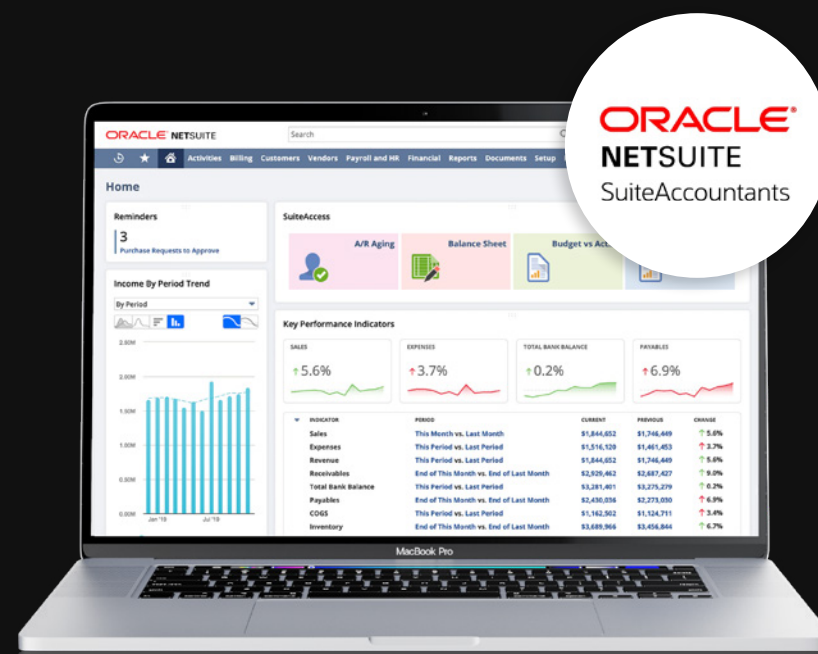 ORACLE®
NETSUITE
SuiteAccountants
ORACLE NETSUITE
Search
Activities Billing Customers Vendors Payroll and HR Financial Reports Documents Setup
Home
Reminders
3
Purchase Requests to Approve
Income By Period Trend
By Period
2.50M
2.00M
1.50M
1.00M
0.50M
0.00M
Jan '19 Jul '19
SuiteAccess
A/R Aging Balance Sheet Budget vs Act
Key Performance Indicators
SALES EXPENSES TOTAL BANK BALANCE PAYABLES
↑5.6% ↑3.7% ↑0.2% ↑6.9%
INDICATOR PERIOD CURRENT PREVIOUS CHANGE
Sales This Month vs. Last Month $1,844,652 $1,746,449 ↑ 5.6%
Expenses This Period vs. Last Period $1,516,120 $1,461,453 ↑ 3.7%
Revenue This Period vs. Last Period $1,844,652 $1,746,449 ↑ 5.6%
Receivables End of This Month vs. End of Last Month $2,929,462 $2,687,427 ↑ 9.0%
Total Bank Balance This Period vs. Last Period $3,281,401 $3,275,279 ↑ 0.2%
Payables End of This Month vs. End of Last Month $2,430,036 $2,273,030 ↑ 6.9%
COGS This Period vs. Last Period $1,162,502 $1,124,711 ↑ 3.4%
Inventory End of This Month vs. End of Last Month $3,689,966 $3,456,844 ↑ 6.7%
MacBook Pro